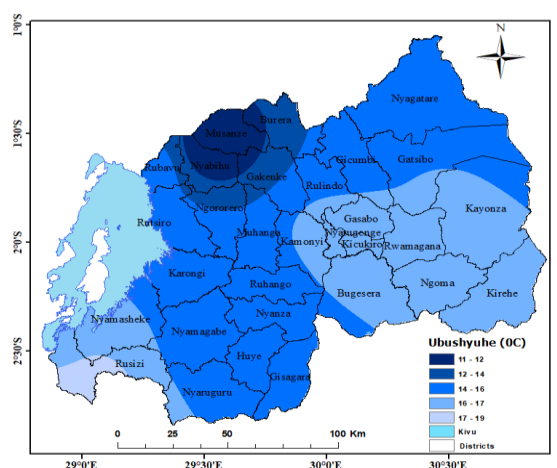 1°0'S
N
Nyagatare
Burera
Musanze
1°30'S
Rubavu
Nyabihu
Gakenke
Gicumbi
Gatsibo
Rulindo
Ngororero
Kayonza
Rutsiro
Gasabo
2°0'S
Muhanga
Kamonyi
Nyarugenge
Kicukiro
Rwamagana
Karongi
Ruhango
Bugesera
Ngoma
Kirehe
Nyamasheke
Nyamagabe
Nyanza
2°30'S
Rusizi
Huye
Gisagara
Nyaruguru
Ubushyuhe (0C)
11 - 12
12 - 14
14 - 16
16 - 17
17 - 19
Kivu
Districts
0 25 50 100 Km
29°0'E 29°30'E 30°0'E 30°30'E